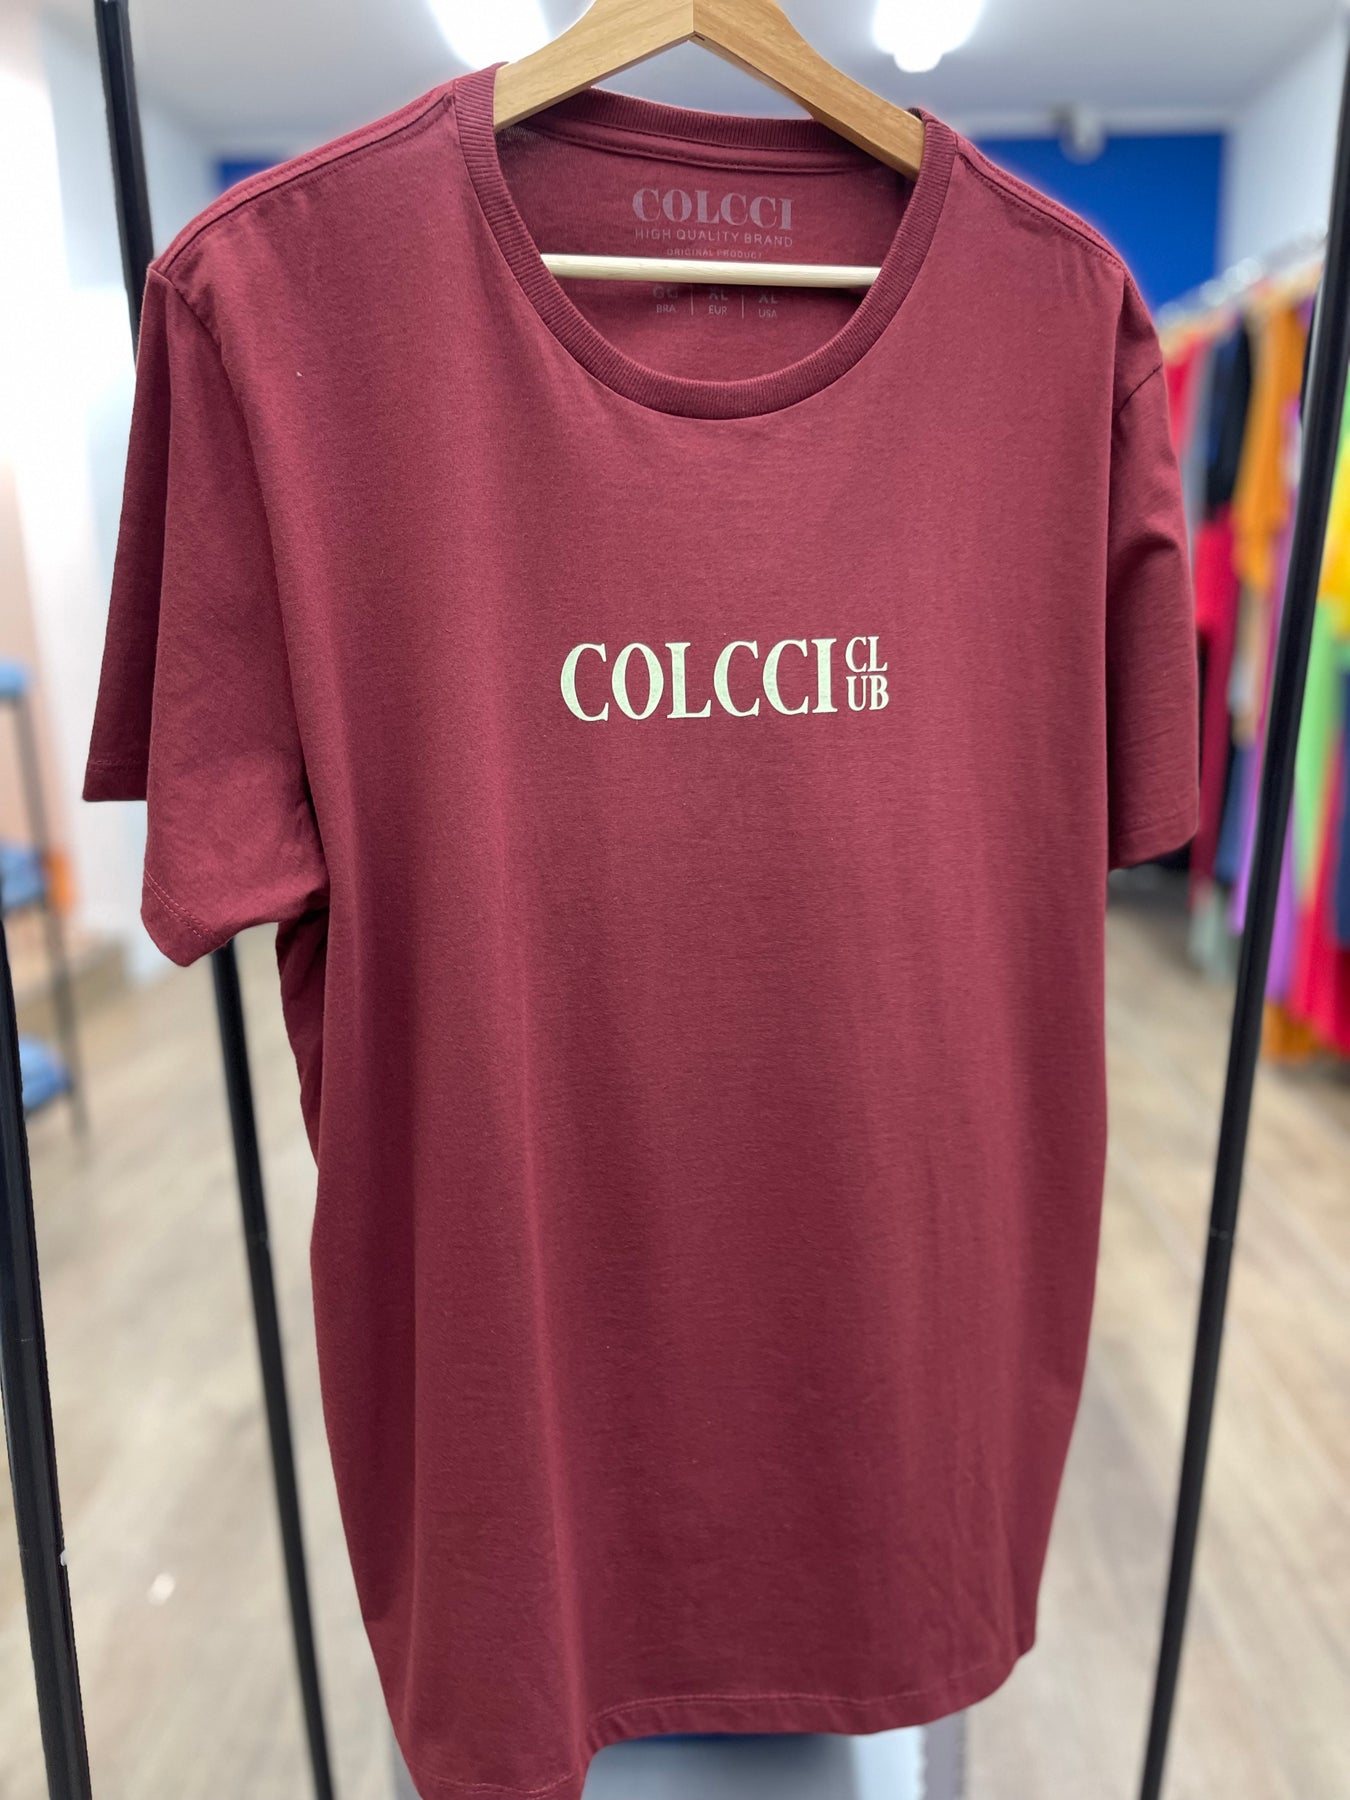 COLCCI
HIGH QUALITY BRAND
ORIGINAL PRODUCT
GG XL XL
BRA EUR USA
COLCCI CL
UB